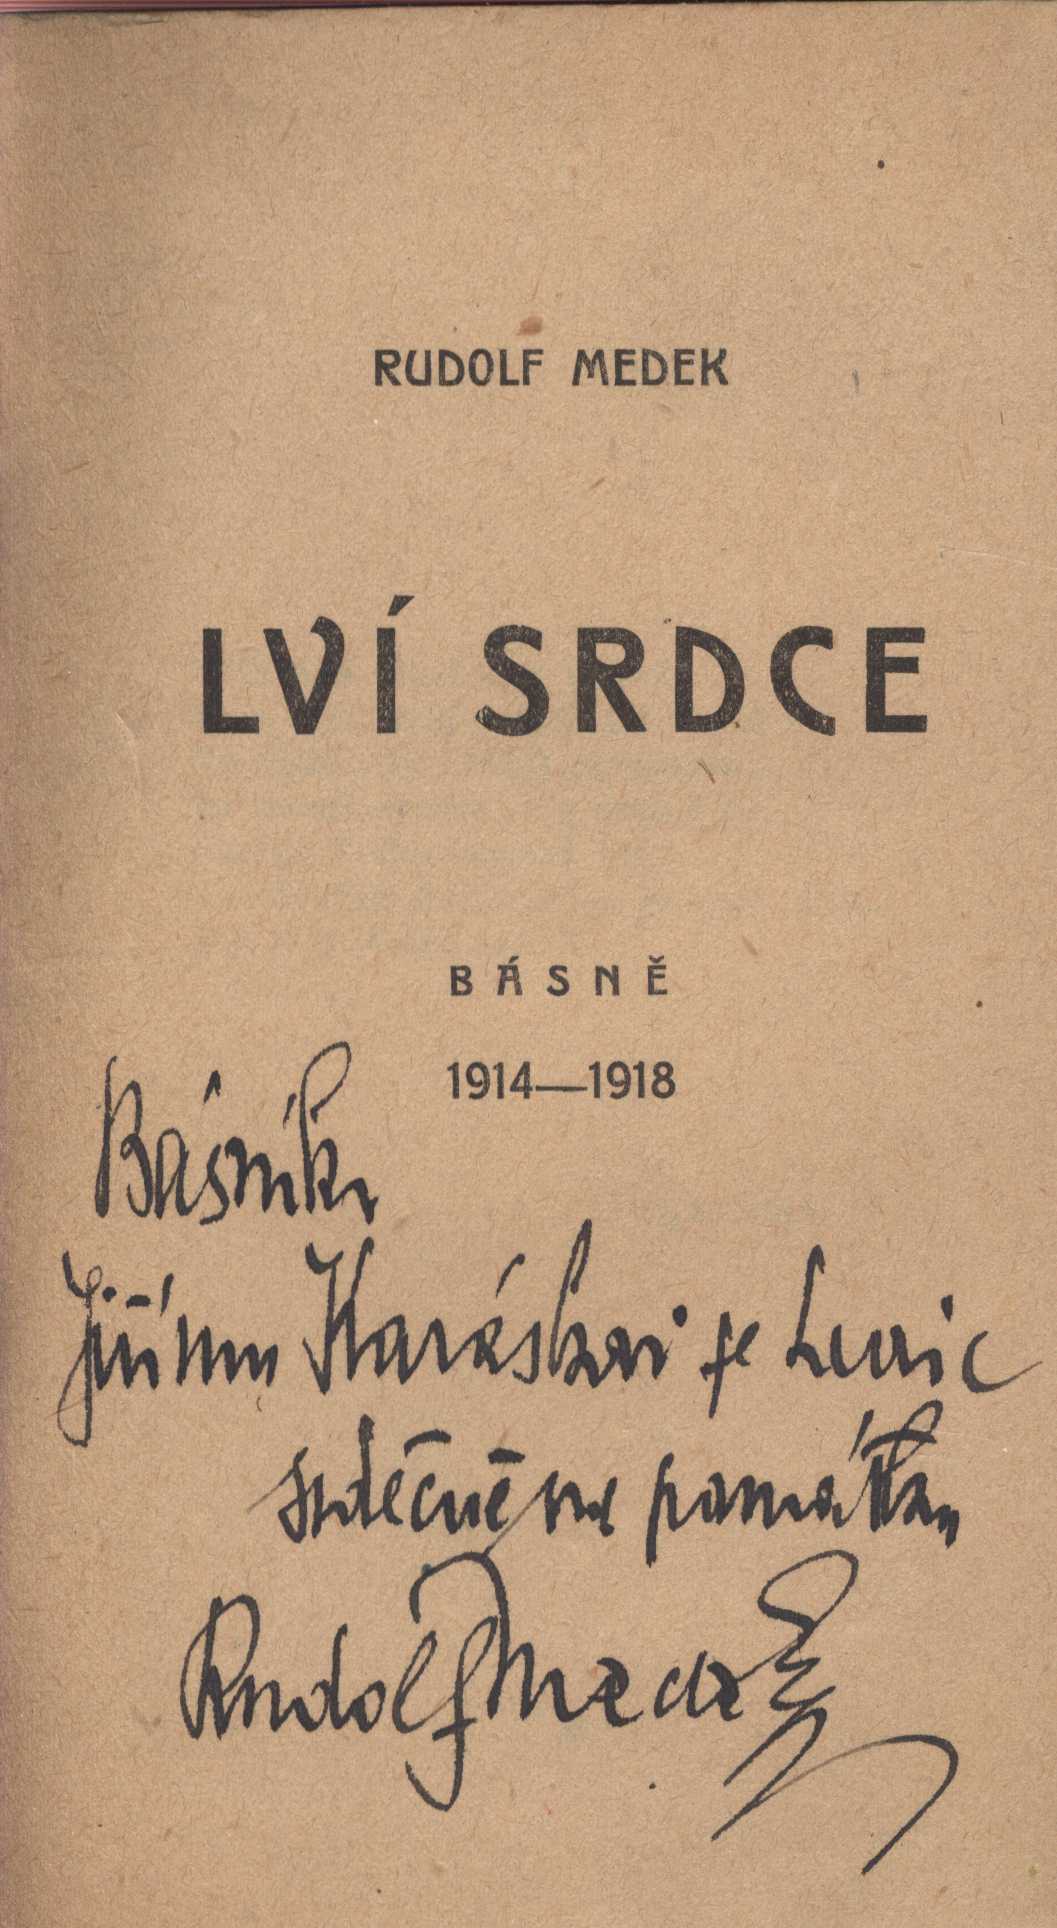 RUDOLF MEDEK
LVÍ SRDCE
BÁSNĚ
1914—1918
Básníku
Jiřímu Karáskovi ze Lvovic
srdečně na památku
Rudolf Medek